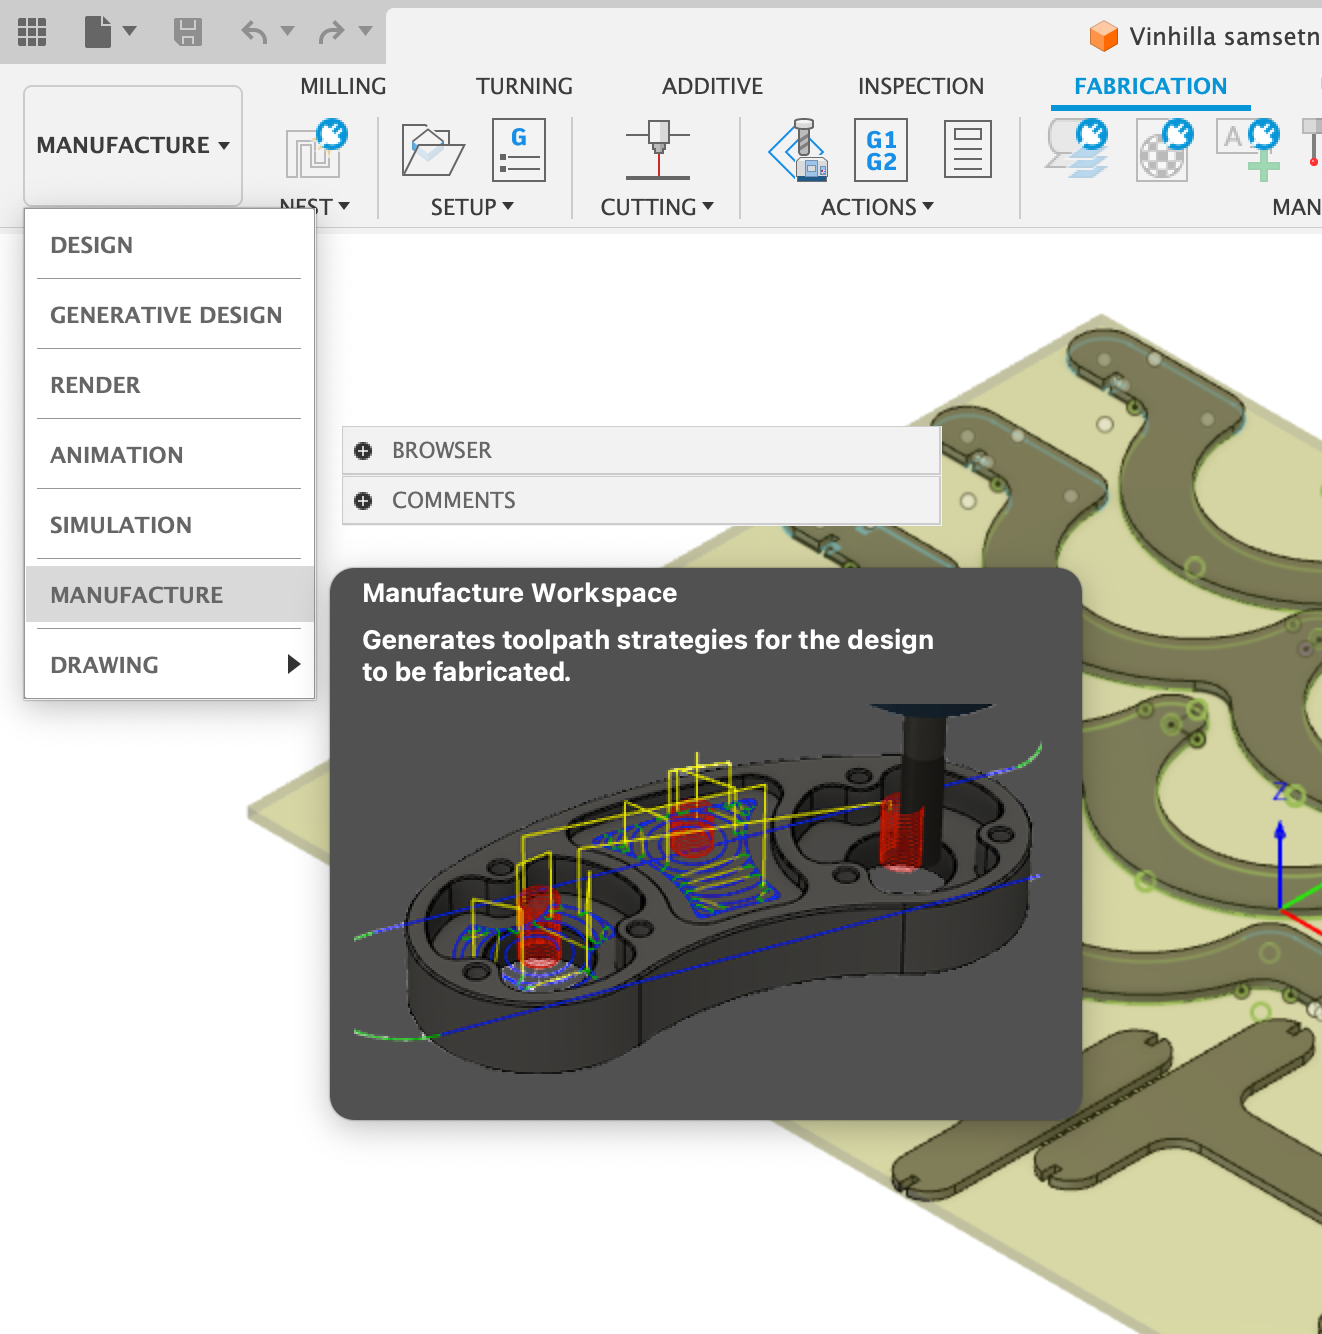 Vinhilla samsetn
MILLING
TURNING
ADDITIVE
INSPECTION
FABRICATION
MANUFACTURE
G
G1
G2
A
NEST
SETUP
CUTTING
ACTIONS
MAN
DESIGN
GENERATIVE DESIGN
RENDER
ANIMATION
SIMULATION
MANUFACTURE
DRAWING
BROWSER
COMMENTS
Manufacture Workspace
Generates toolpath strategies for the design
to be fabricated.
Z